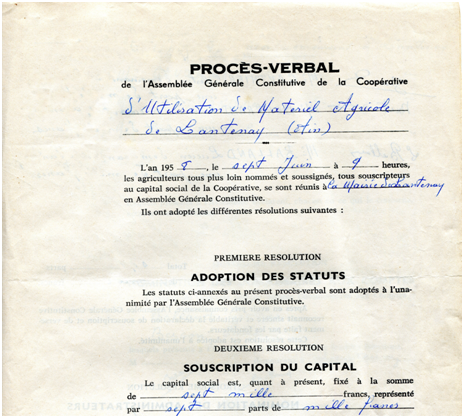 PROCÈS-VERBAL
de l'Assemblée Générale Constitutive de la Coopérative
d'Utilisation de Matériel Agricole
de Lantenay (Ain)
L'an 195 8, le sept Juin à 9 heures,
les agriculteurs tous plus loin nommés et soussignés, tous souscripteurs
au capital social de la Coopérative, se sont réunis à la Mairie de Lantenay
en Assemblée Générale Constitutive.
Ils ont adopté les différentes résolutions suivantes :
PREMIERE RESOLUTION
ADOPTION DES STATUTS
Les statuts ci-annexés au présent procès-verbal sont adoptés à l'una-
nimité par l'Assemblée Générale Constitutive.
DEUXIEME RESOLUTION
SOUSCRIPTION DU CAPITAL
Le capital social est, quant à présent, fixé à la somme
de sept mille francs, représenté
par sept parts de mille francs